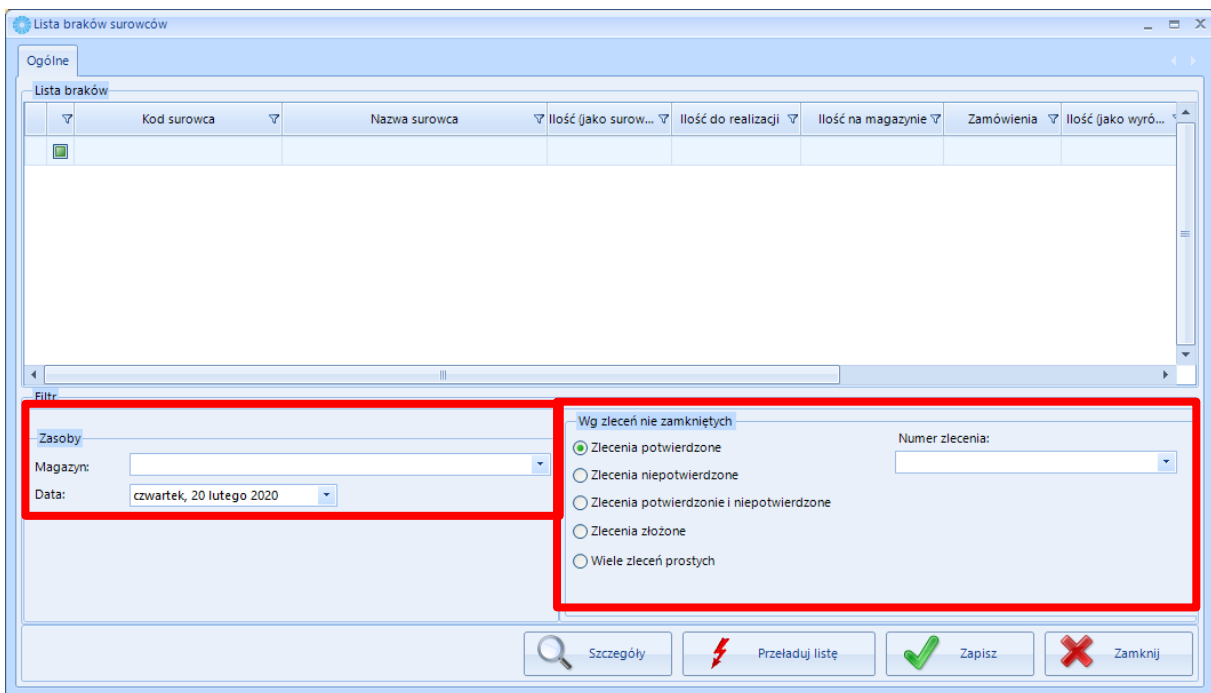 Lista braków surowców
Ogólne
Lista braków
Kod surowca Nazwa surowca Ilość (jako surow... Ilość do realizacji Ilość na magazynie Zamówienia Ilość (jako wyró...
Filtr
Zasoby
Magazyn:
Data: czwartek, 20 lutego 2020
Wg zleceń nie zamkniętych
Zlecenia potwierdzone
Zlecenia niepotwierdzone
Zlecenia potwierdzonie i niepotwierdzone
Zlecenia złożone
Wiele zleceń prostych
Numer zlecenia:
Szczegóły Przeładuj listę Zapisz Zamknij